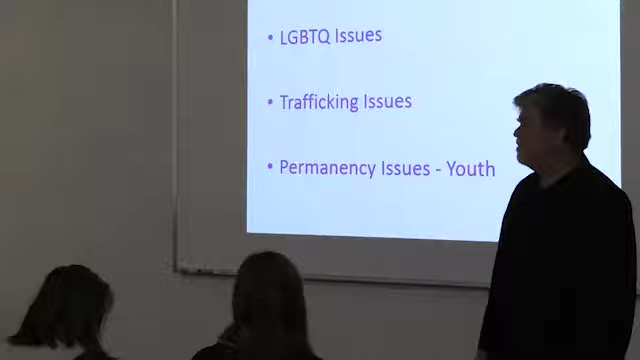 • LGBTQ Issues
• Trafficking Issues
• Permanency Issues - Youth